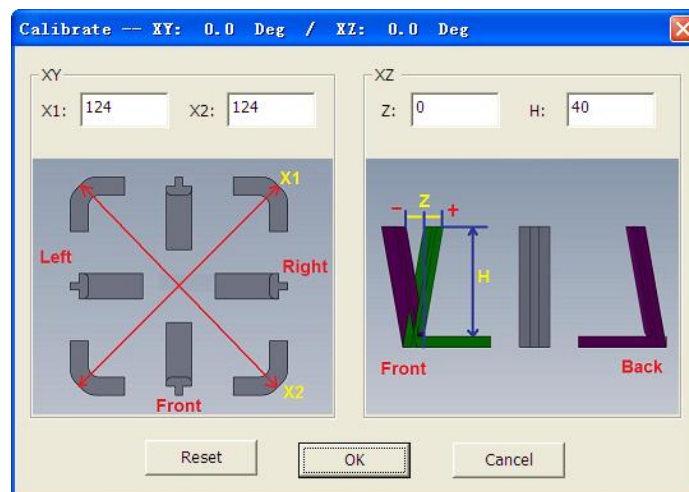 Calibrate -- XY: 0.0 Deg / XZ: 0.0 Deg
XY
X1: 124 X2: 124
X1
Left
Right
X2
Front
XZ
Z: 0 H: 40
- Z +
H
Front
Back
Reset
OK
Cancel